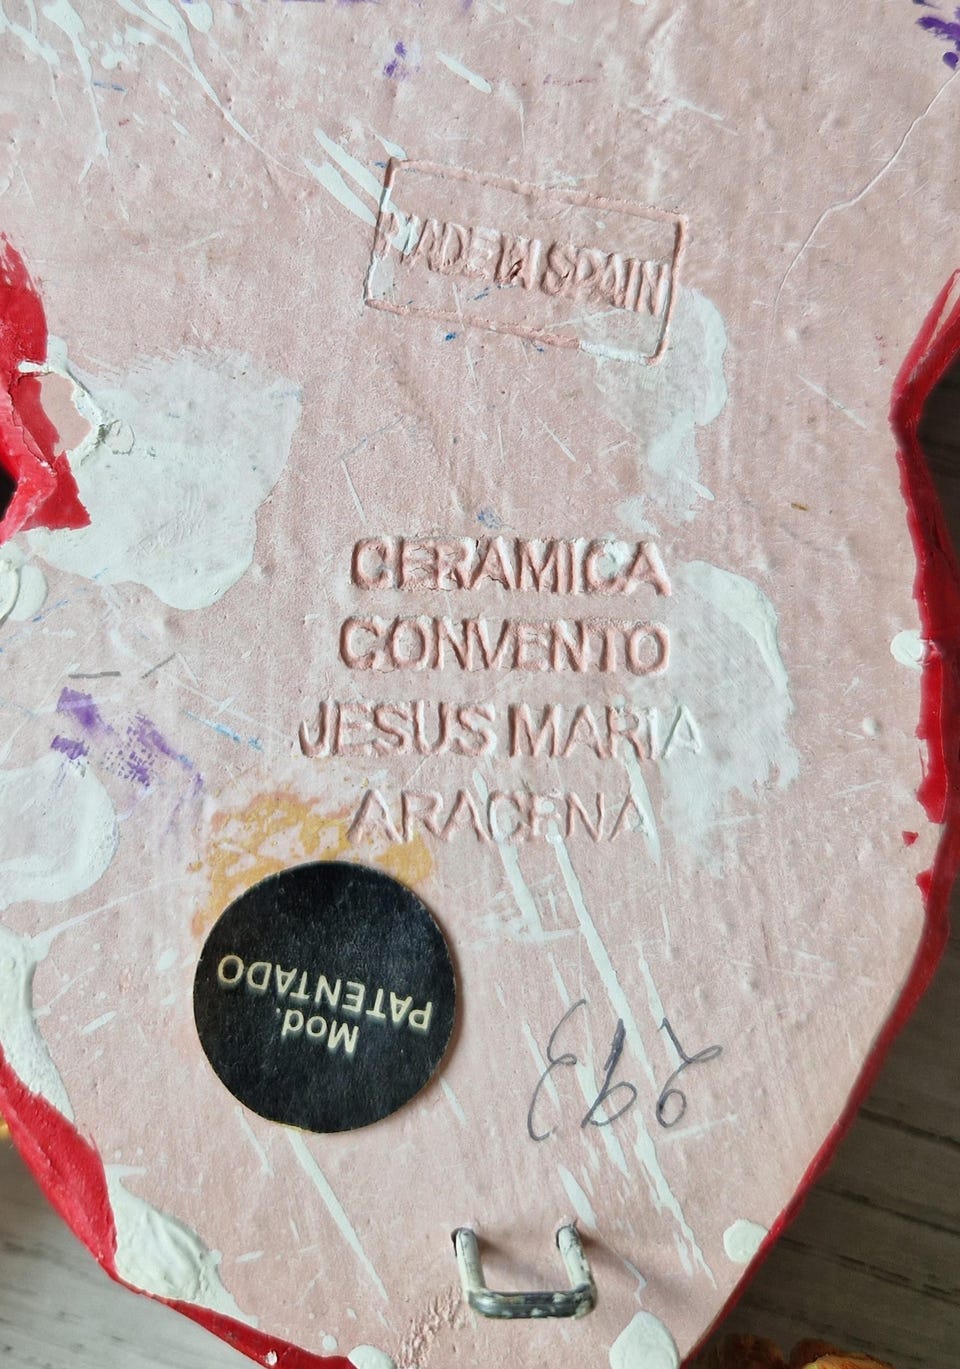 MADE IN SPAIN
CERAMICA
CONVENTO
JESUS MARIA
ARACENA
Mod.
PATENTADO